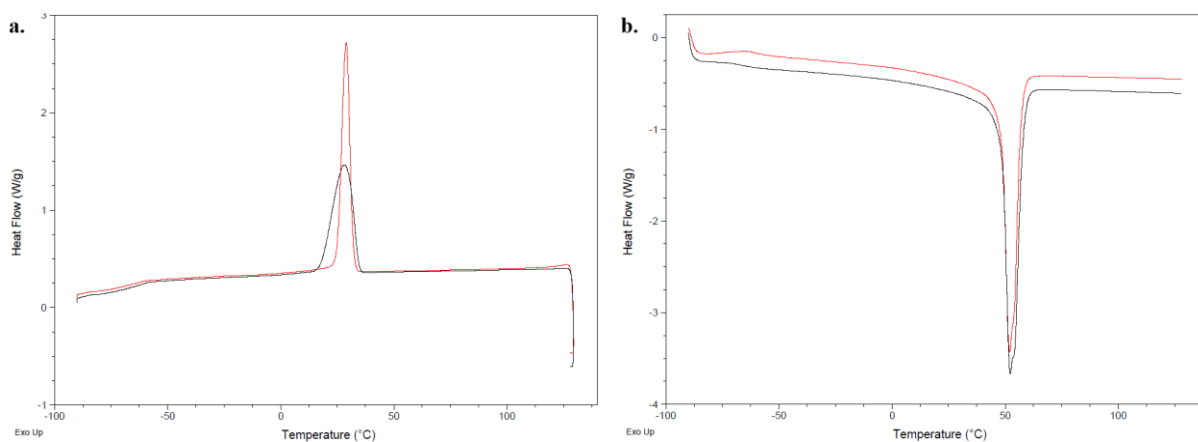 a.
3
2
1
0
-1
Heat Flow (W/g)
-100
-50
0
50
100
Exo Up
Temperature (°C)
b.
0
-1
-2
-3
-4
Heat Flow (W/g)
-100
-50
0
50
100
Exo Up
Temperature (°C)